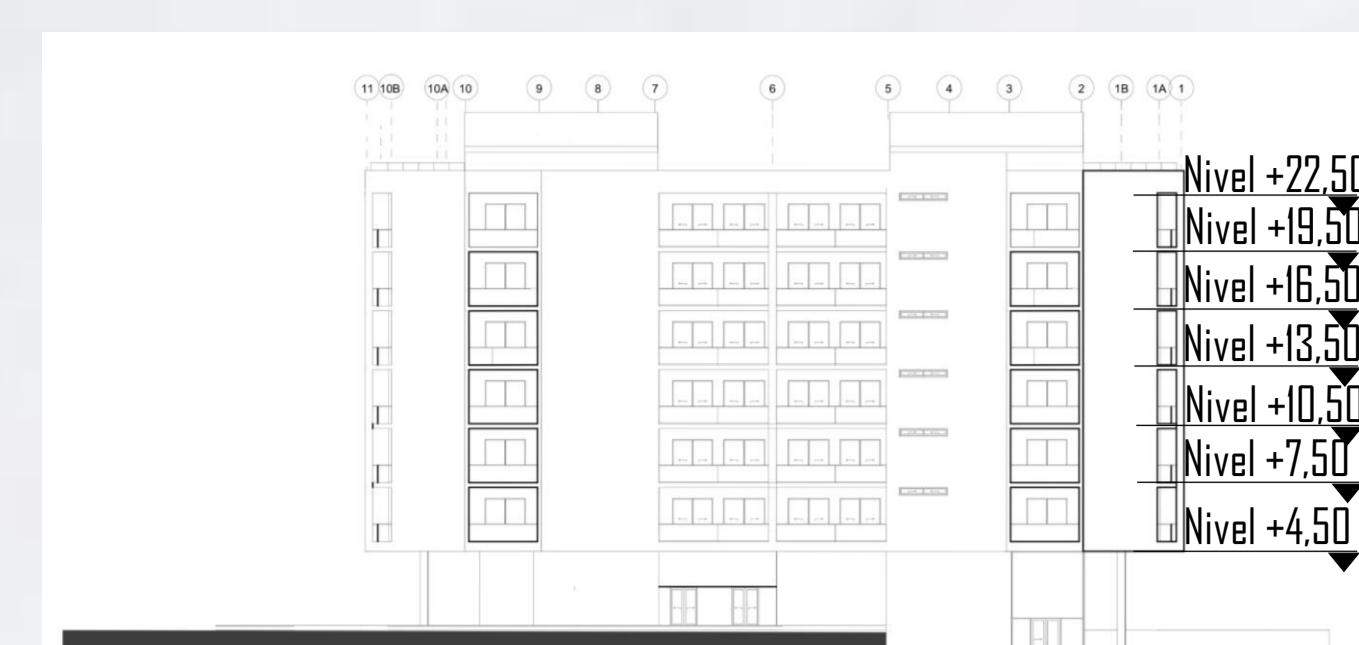 11 10B 10A 10 9 8 7 6 5 4 3 2 1B 1A 1
Nivel +22,50
Nivel +19,50
Nivel +16,50
Nivel +13,50
Nivel +10,50
Nivel +7,50
Nivel +4,50